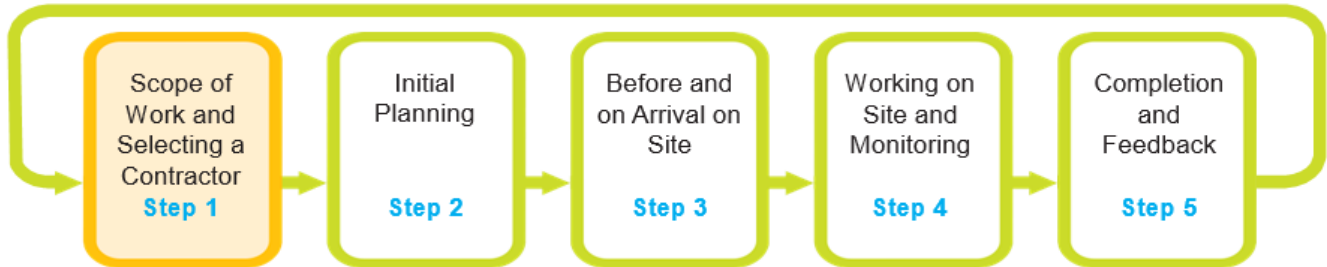 Scope of
Work and
Selecting a
Contractor
Step 1
Initial
Planning
Step 2
Before and
on Arrival on
Site
Step 3
Working on
Site and
Monitoring
Step 4
Completion
and
Feedback
Step 5